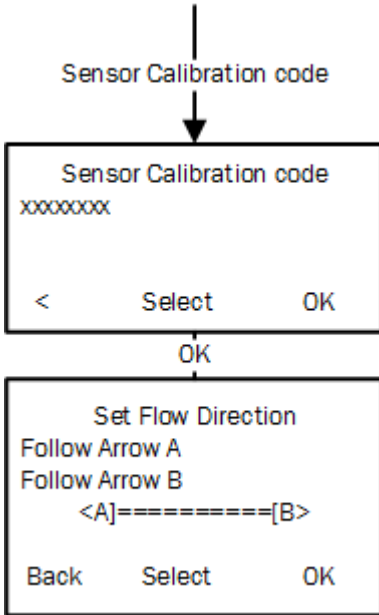 Sensor Calibration code
Sensor Calibration code
xxxxxxxx
< Select OK
OK
Set Flow Direction
Follow Arrow A
Follow Arrow B
<A]==========[B>
Back Select OK